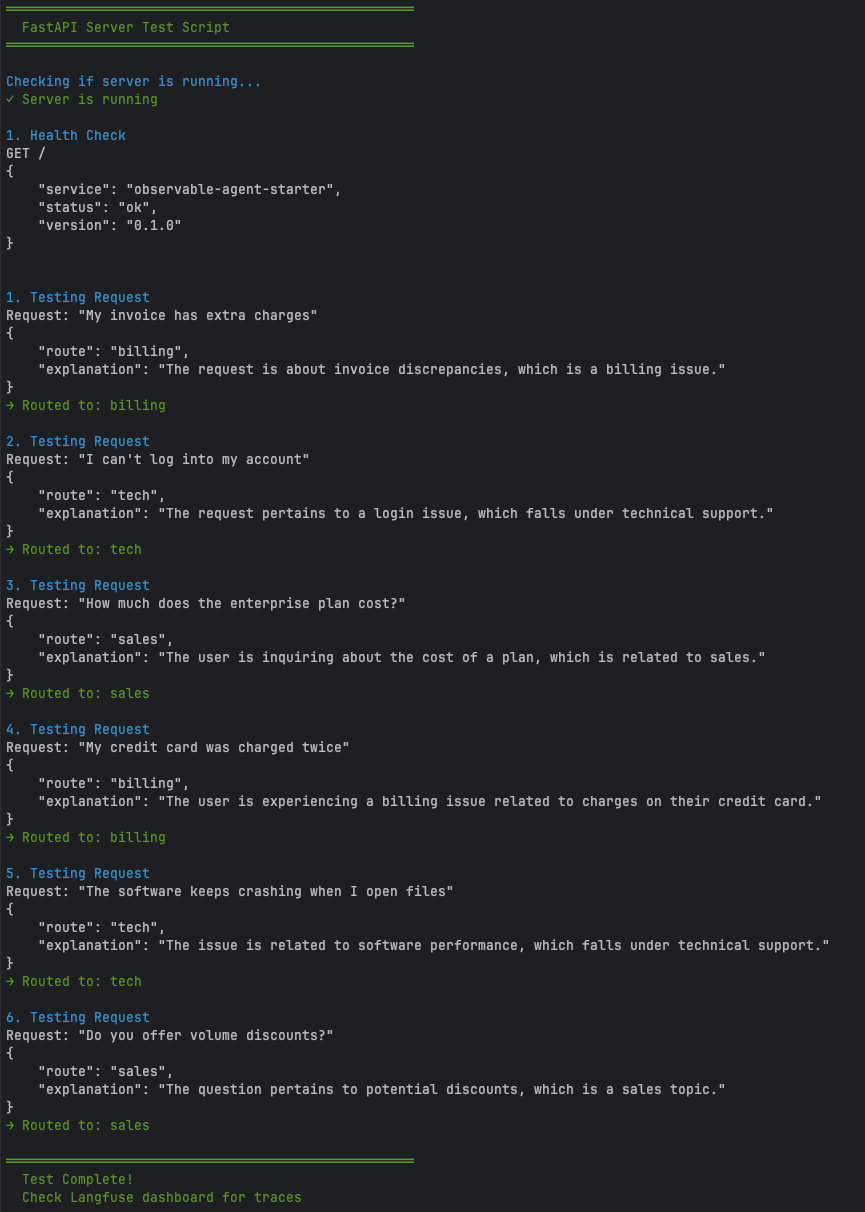 FastAPI Server Test Script
Checking if server is running...
✓ Server is running
1. Health Check
GET /
{
    "service": "observable-agent-starter",
    "status": "ok",
    "version": "0.1.0"
}
1. Testing Request
Request: "My invoice has extra charges"
{
    "route": "billing",
    "explanation": "The request is about invoice discrepancies, which is a billing issue."
}
→ Routed to: billing
2. Testing Request
Request: "I can't log into my account"
{
    "route": "tech",
    "explanation": "The request pertains to a login issue, which falls under technical support."
}
→ Routed to: tech
3. Testing Request
Request: "How much does the enterprise plan cost?"
{
    "route": "sales",
    "explanation": "The user is inquiring about the cost of a plan, which is related to sales."
}
→ Routed to: sales
4. Testing Request
Request: "My credit card was charged twice"
{
    "route": "billing",
    "explanation": "The user is experiencing a billing issue related to charges on their credit card."
}
→ Routed to: billing
5. Testing Request
Request: "The software keeps crashing when I open files"
{
    "route": "tech",
    "explanation": "The issue is related to software performance, which falls under technical support."
}
→ Routed to: tech
6. Testing Request
Request: "Do you offer volume discounts?"
{
    "route": "sales",
    "explanation": "The question pertains to potential discounts, which is a sales topic."
}
→ Routed to: sales
Test Complete!
Check Langfuse dashboard for traces